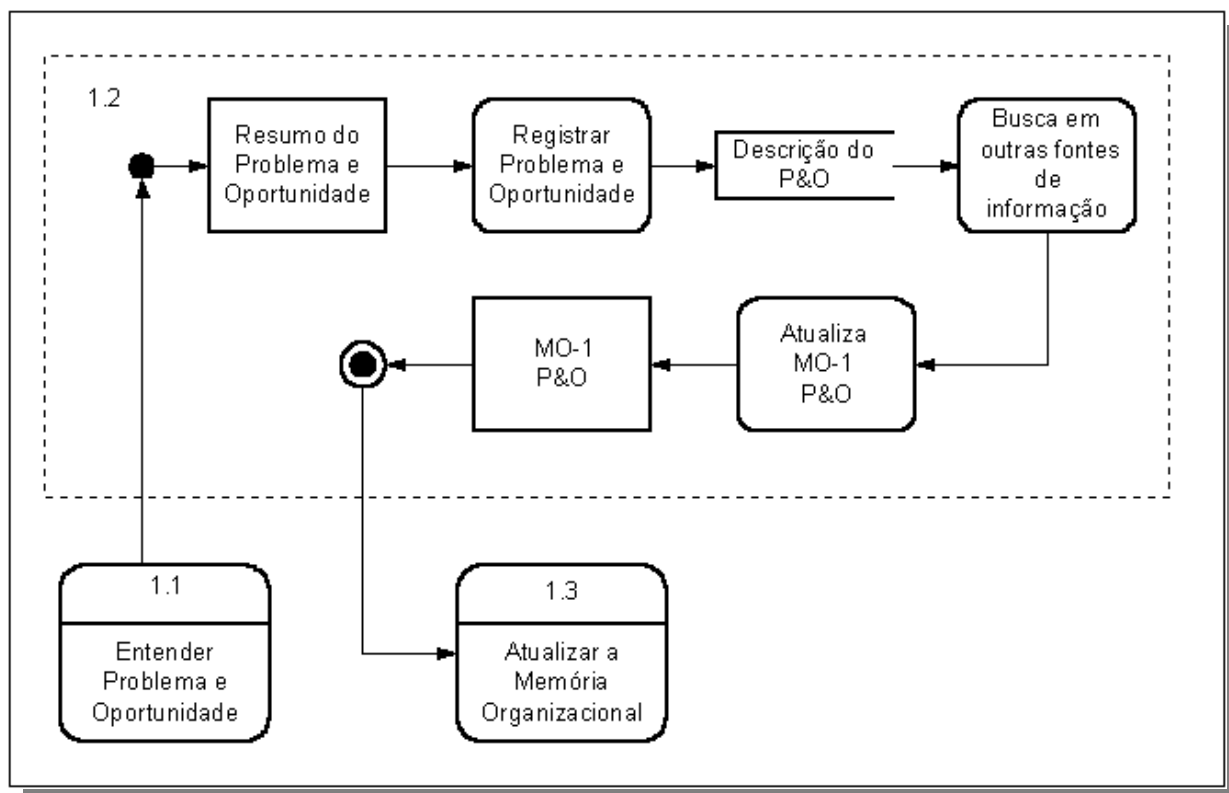 1.2
Resumo do
Problema e
Oportunidade
Registrar
Problema e
Oportunidade
Descrição do
P&O
Busca em
outras fontes
de
informação
MO-1
P&O
Atualiza
MO-1
P&O
1.1
Entender
Problema e
Oportunidade
1.3
Atualizar a
Memória
Organizacional